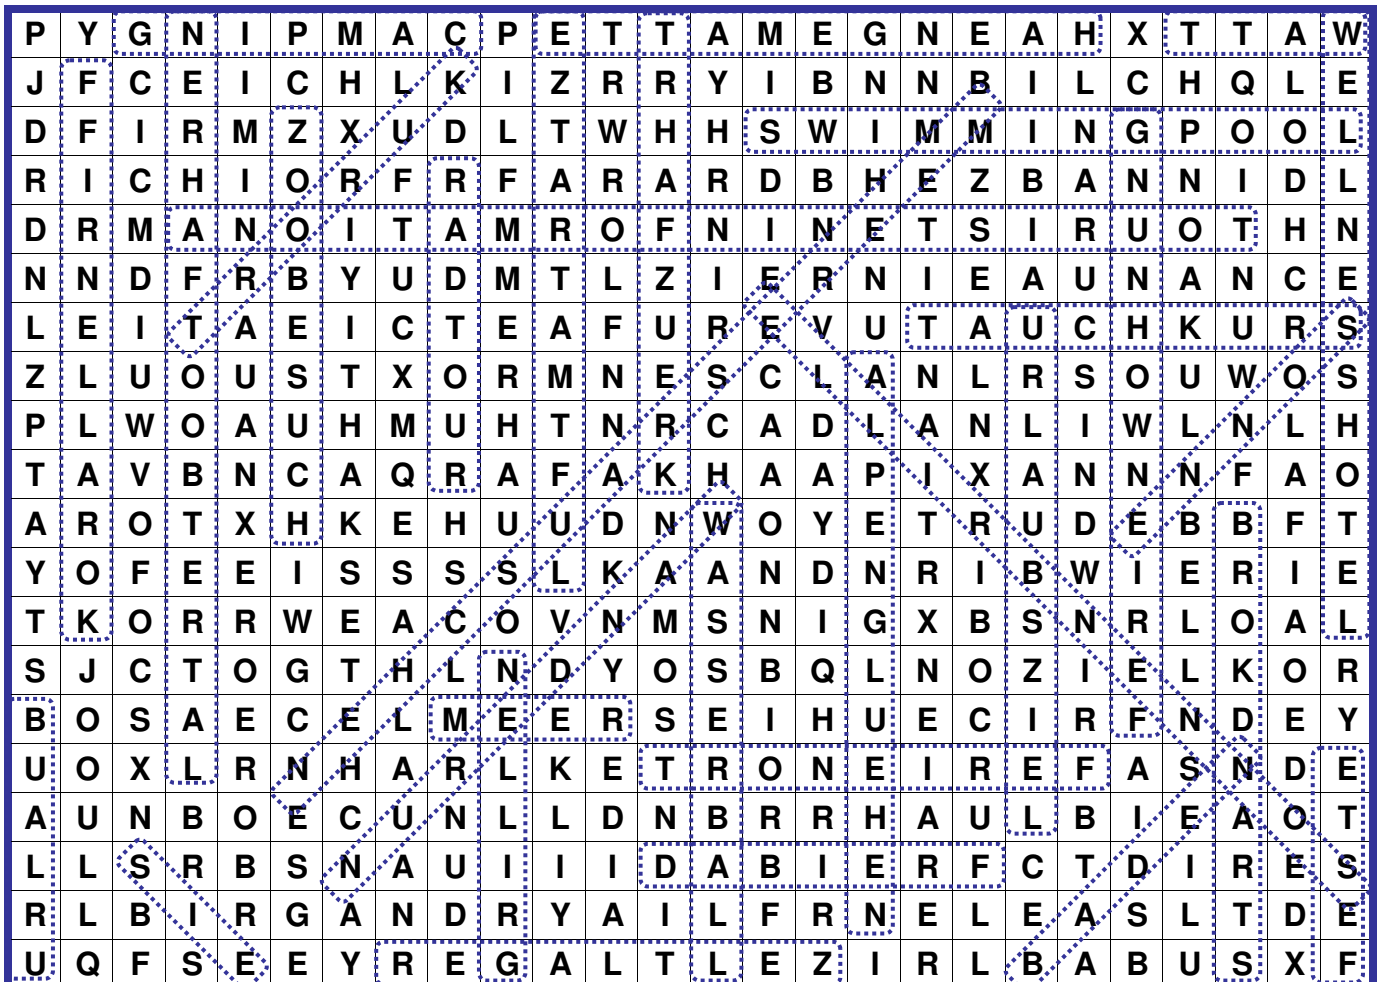 P Y G N I P M A C P E T T A M E G N E A H X T T A W
J F C E I C H L K I Z R R Y I B N N B I L C H Q L E
D F I R M Z X U D L T W H H S W I M M I N G P O O L
R I C H I O R F R F A R A R D B H E Z B A N N I D L
D R M A N O I T A M R O F N I N E T S I R U O T H N
N N D F R B Y U D M T L Z I E R N I E A U N A N C E
L E I T A E I C T E A F U R E V U T A U C H K U R S
Z L U O U S T X O R M N E S C L A N L R S O U W O S
P L W O A U H M U H T N R C A D L A N L I W L N L H
T A V B N C A Q R A F A K H A A P I X A N N N F A O
A R O T X H K E H U U D N W O Y E T R U D E B B F T
Y O F E E I S S S S L K A A N D N R I B W I E R I E
T K O R R W E A C O V N M S N I G X B S N R L O A L
S J C T O G T H L N D Y O S B Q L N O Z I E L K O R
B O S A E C E L M E E R S E I H U E C I R F N D E Y
U O X L R N H A R L K E T R O N E I R E F A S N D E
A U N B O E C U N L L D N B R R H A U L B I E A O T
L L S R B S N A U I I I D A B I E R F C T D I R E S
R L B I R G A N D R Y A I L F R N E L E A S L T D E
U Q F S E E Y R E G A L T L E Z I R L B A B U S X F